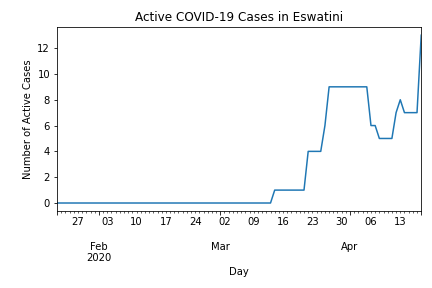 Active COVID-19 Cases in Eswatini
Number of Active Cases
12
10
8
6
4
2
0
27 03 10 17 24 02 09 16 23 30 06 13
Feb Mar Apr
2020
Day